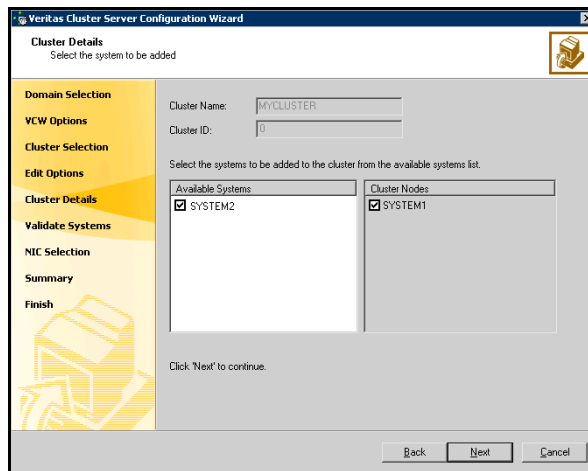 Veritas Cluster Server Configuration Wizard
Cluster Details
Select the system to be added
Domain Selection
VCW Options
Cluster Selection
Edit Options
Cluster Details
Validate Systems
NIC Selection
Summary
Finish
Cluster Name: MYCLUSTER
Cluster ID: 0
Select the systems to be added to the cluster from the available systems list.
Available Systems
SYSTEM2
Cluster Nodes
SYSTEM1
Click 'Next' to continue.
Back Next Cancel